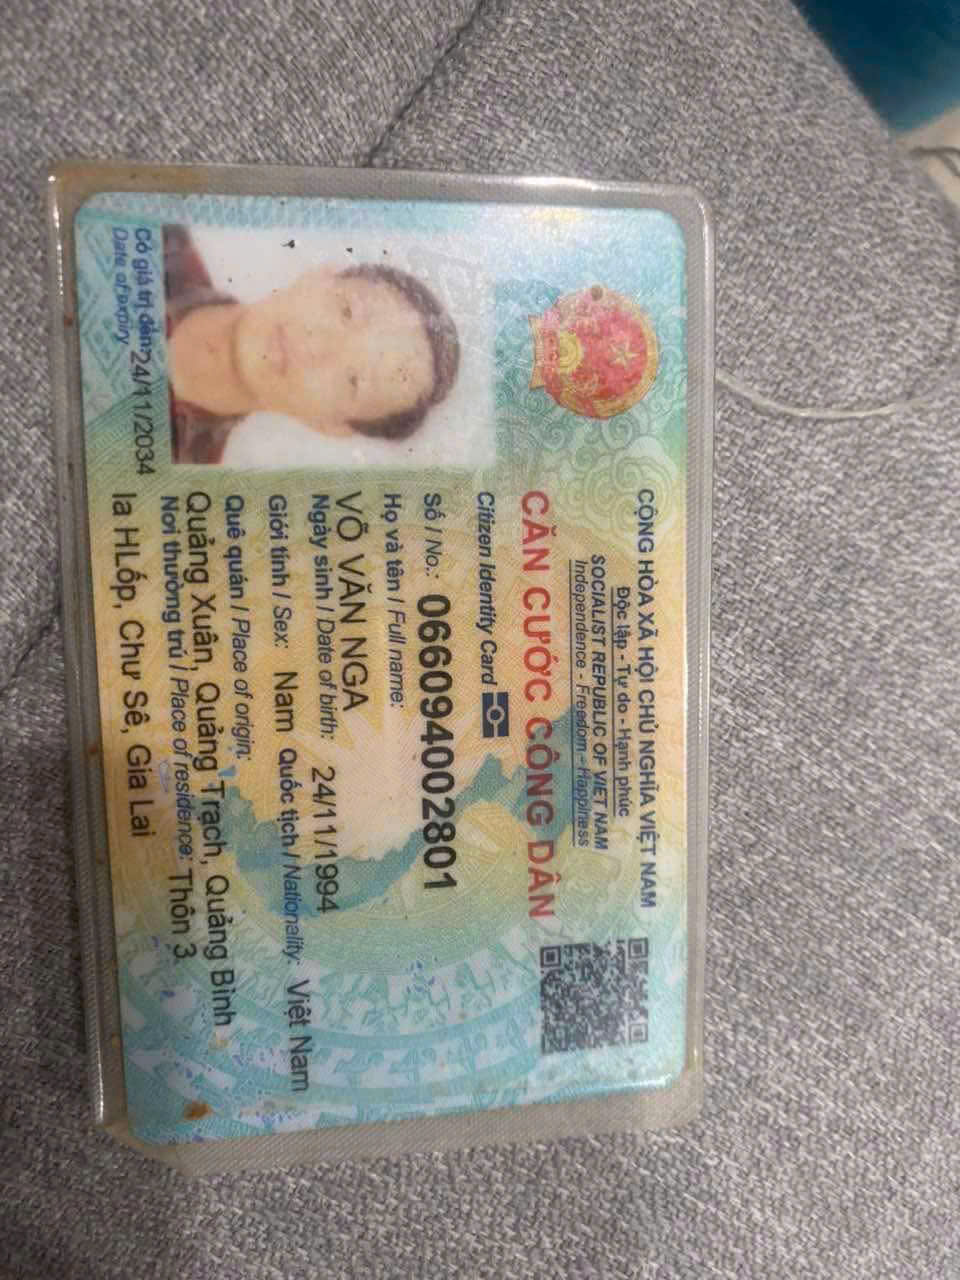 CỘNG HÒA XÃ HỘI CHỦ NGHĨA VIỆT NAM
Độc lập - Tự do - Hạnh phúc
SOCIALIST REPUBLIC OF VIET NAM
Independence - Freedom - Happiness
CĂN CƯỚC CÔNG DÂN
Citizen Identity Card
Số / No.: 066094002801
Họ và tên / Full name:
VÕ VĂN NGA
Ngày sinh / Date of birth: 24/11/1994
Giới tính / Sex: Nam Quốc tịch / Nationality: Việt Nam
Quê quán / Place of origin:
Quảng Xuân, Quảng Trạch, Quảng Bình
Nơi thường trú / Place of residence: Thôn 3
Ia HLốp, Chư Sê, Gia Lai
Có giá trị đến: 24/11/2034
Date of expiry